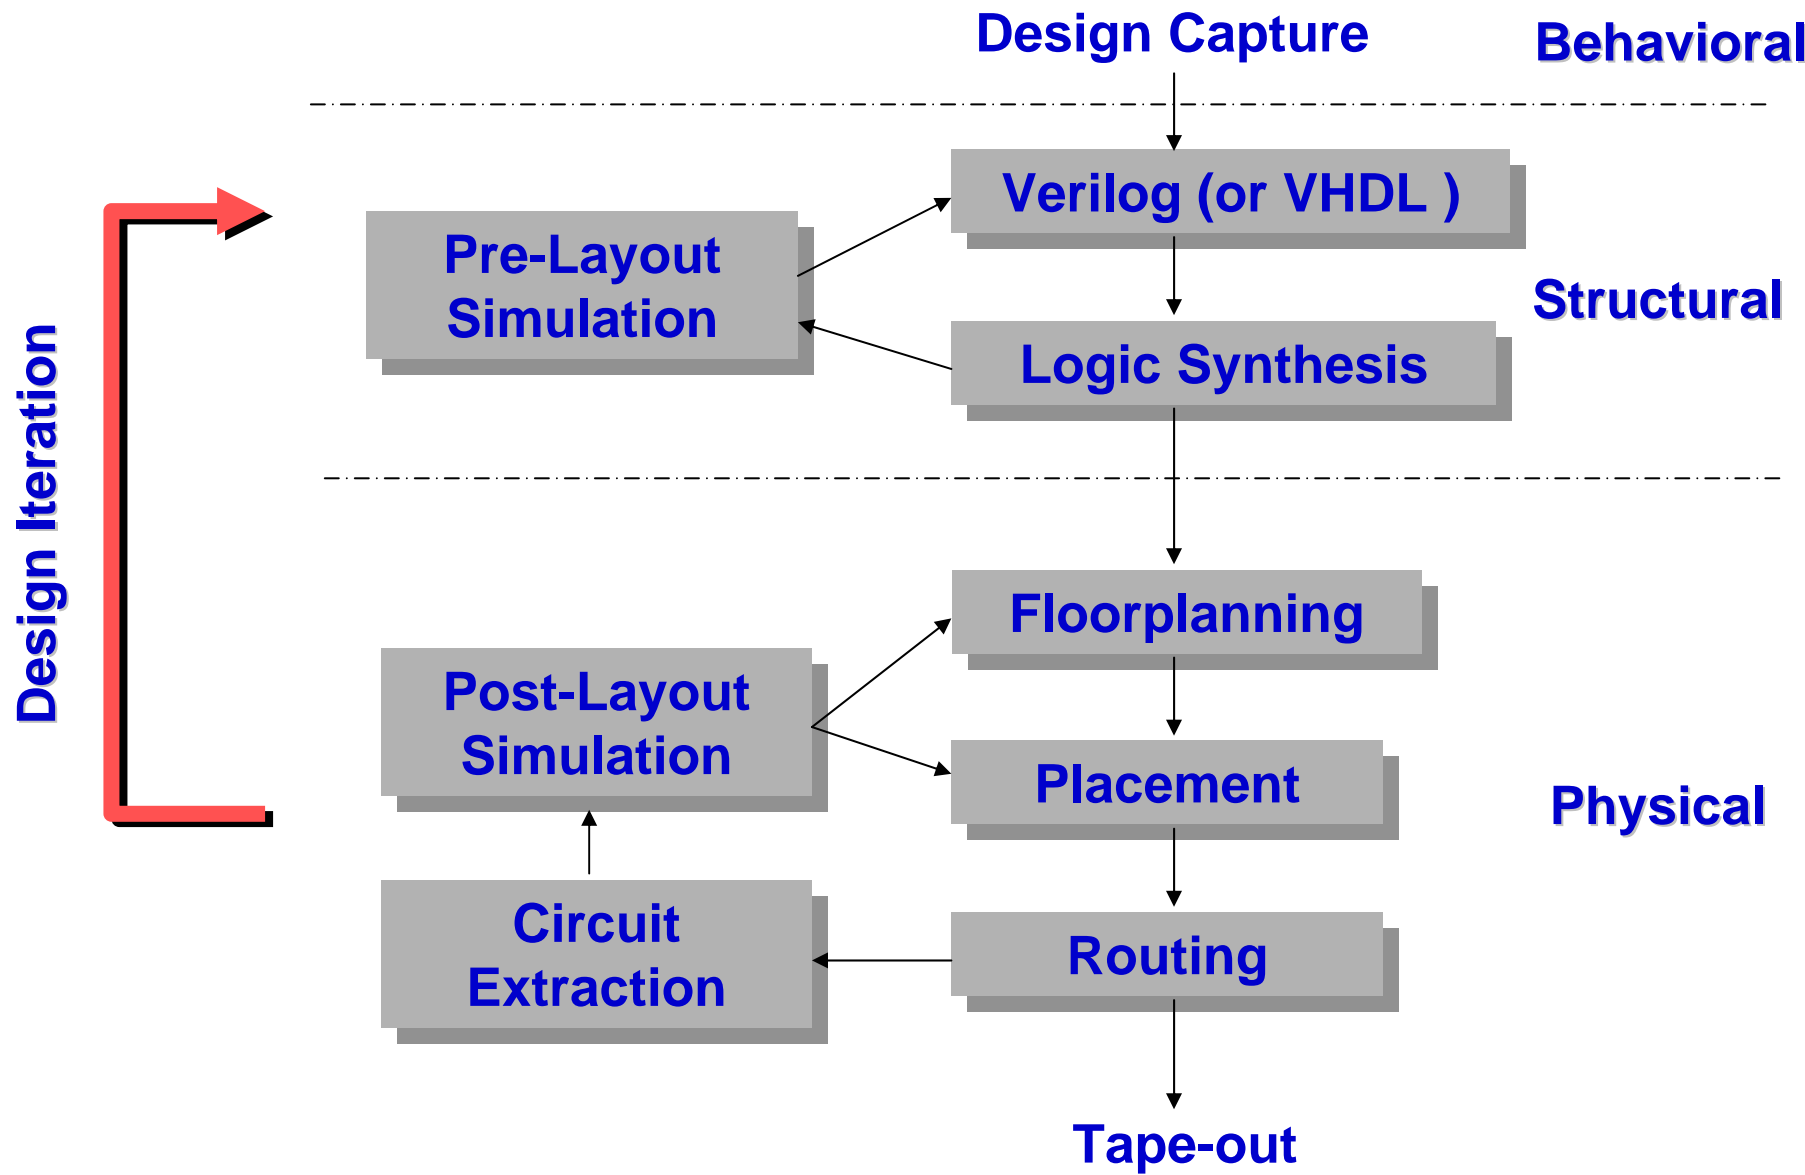 Design Capture
Behavioral
Verilog (or VHDL )
Pre-Layout
Simulation
Structural
Logic Synthesis
Design Iteration
Floorplanning
Post-Layout
Simulation
Placement
Physical
Circuit
Extraction
Routing
Tape-out